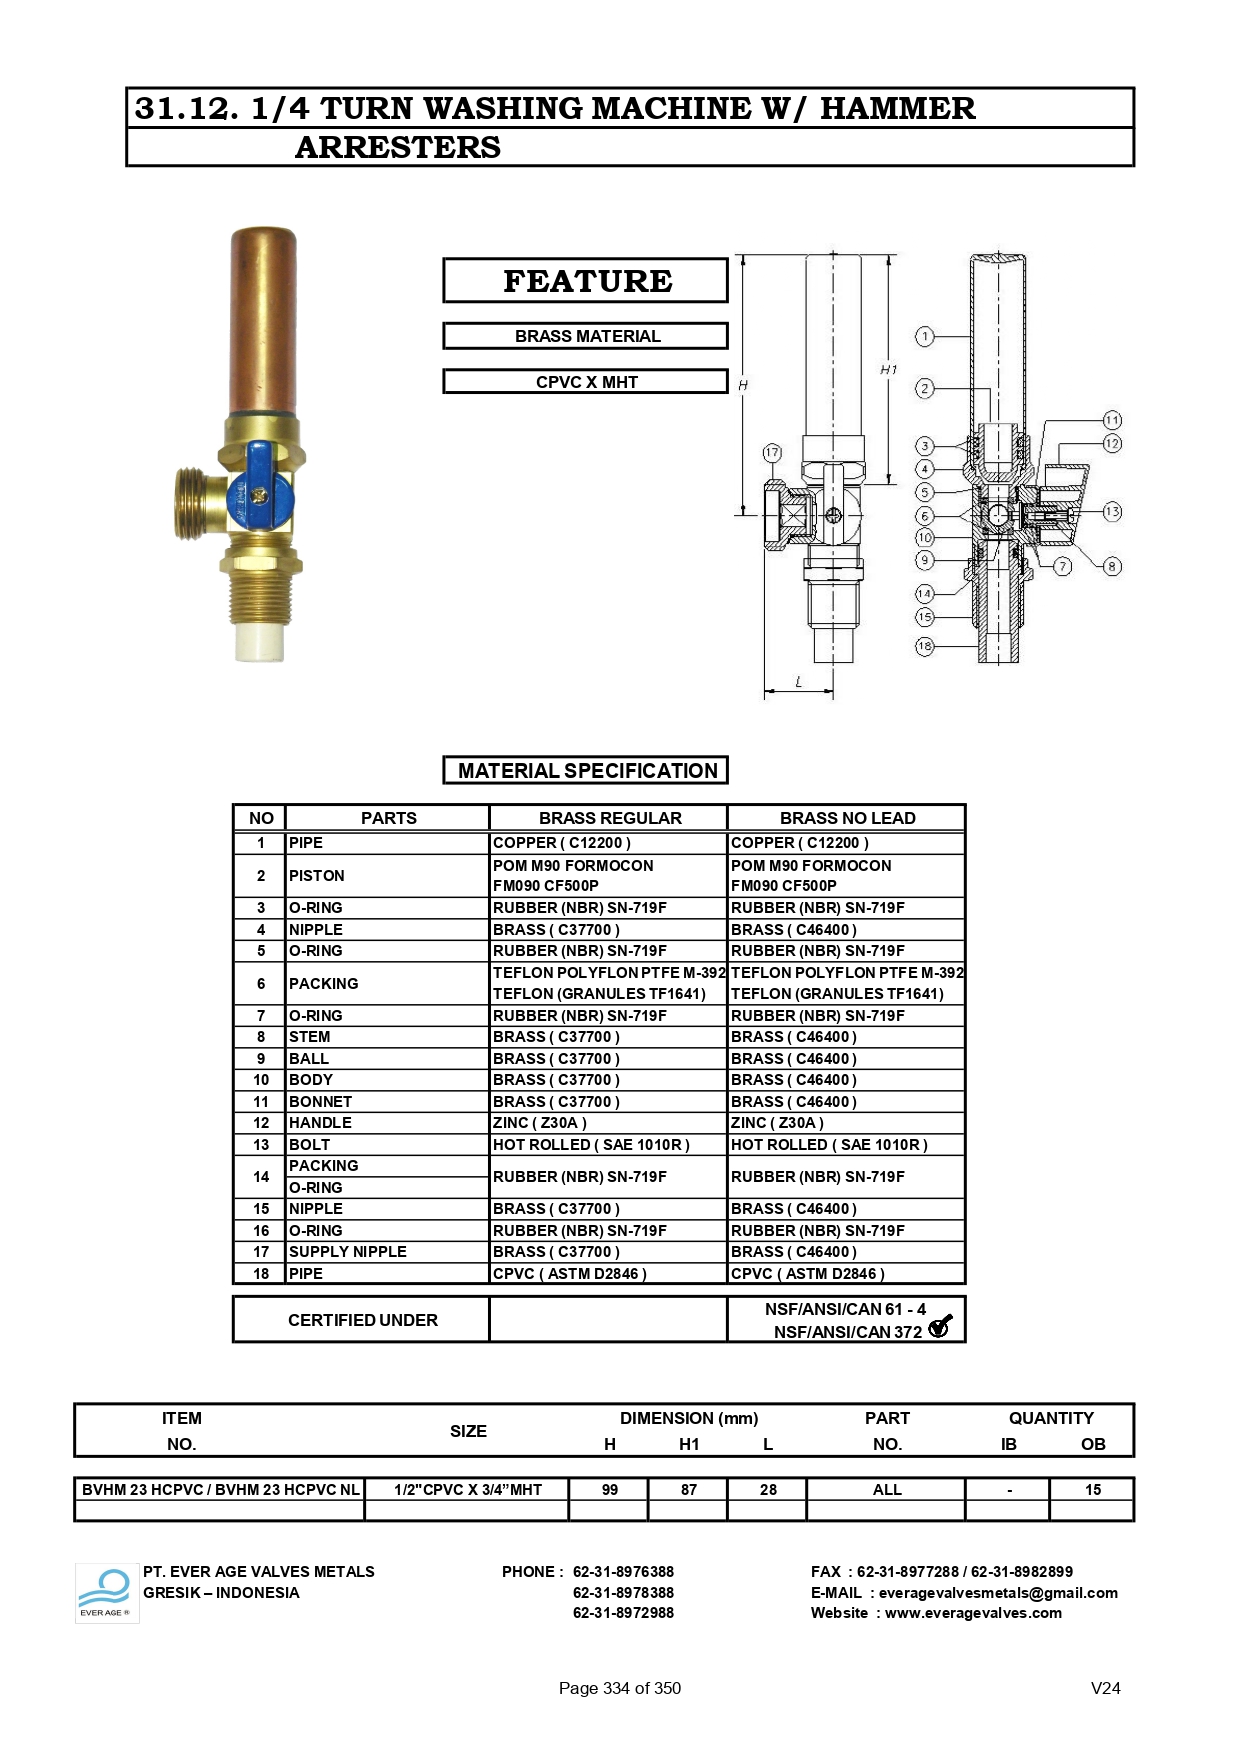 31.12. 1/4 TURN WASHING MACHINE W/ HAMMER
ARRESTERS
FEATURE
BRASS MATERIAL
CPVC X MHT
H
H1
L
17
1
2
3
4
5
6
10
9
14
15
18
11
12
13
7
8
MATERIAL SPECIFICATION
NO PARTS BRASS REGULAR BRASS NO LEAD
1 PIPE COPPER ( C12200 ) COPPER ( C12200 )
2 PISTON POM M90 FORMOCON FM090 CF500P POM M90 FORMOCON FM090 CF500P
3 O-RING RUBBER (NBR) SN-719F RUBBER (NBR) SN-719F
4 NIPPLE BRASS ( C37700 ) BRASS ( C46400 )
5 O-RING RUBBER (NBR) SN-719F RUBBER (NBR) SN-719F
6 PACKING TEFLON POLYFLON PTFE M-392 TEFLON (GRANULES TF1641) TEFLON POLYFLON PTFE M-392 TEFLON (GRANULES TF1641)
7 O-RING RUBBER (NBR) SN-719F RUBBER (NBR) SN-719F
8 STEM BRASS ( C37700 ) BRASS ( C46400 )
9 BALL BRASS ( C37700 ) BRASS ( C46400 )
10 BODY BRASS ( C37700 ) BRASS ( C46400 )
11 BONNET BRASS ( C37700 ) BRASS ( C46400 )
12 HANDLE ZINC ( Z30A ) ZINC ( Z30A )
13 BOLT HOT ROLLED ( SAE 1010R ) HOT ROLLED ( SAE 1010R )
14 PACKING O-RING RUBBER (NBR) SN-719F RUBBER (NBR) SN-719F
15 NIPPLE BRASS ( C37700 ) BRASS ( C46400 )
16 O-RING RUBBER (NBR) SN-719F RUBBER (NBR) SN-719F
17 SUPPLY NIPPLE BRASS ( C37700 ) BRASS ( C46400 )
18 PIPE CPVC ( ASTM D2846 ) CPVC ( ASTM D2846 )
CERTIFIED UNDER NSF/ANSI/CAN 61 - 4
NSF/ANSI/CAN 372
ITEM NO. SIZE DIMENSION (mm) PART NO. QUANTITY
H H1 L IB OB
BVHM 23 HCPVC / BVHM 23 HCPVC NL 1/2"CPVC X 3/4”MHT 99 87 28 ALL - 15
EVER AGE ®
PT. EVER AGE VALVES METALS PHONE : 62-31-8976388 FAX : 62-31-8977288 / 62-31-8982899
GRESIK – INDONESIA 62-31-8978388 E-MAIL : everagevalvesmetals@gmail.com
62-31-8972988 Website : www.everagevalves.com
Page 334 of 350 V24